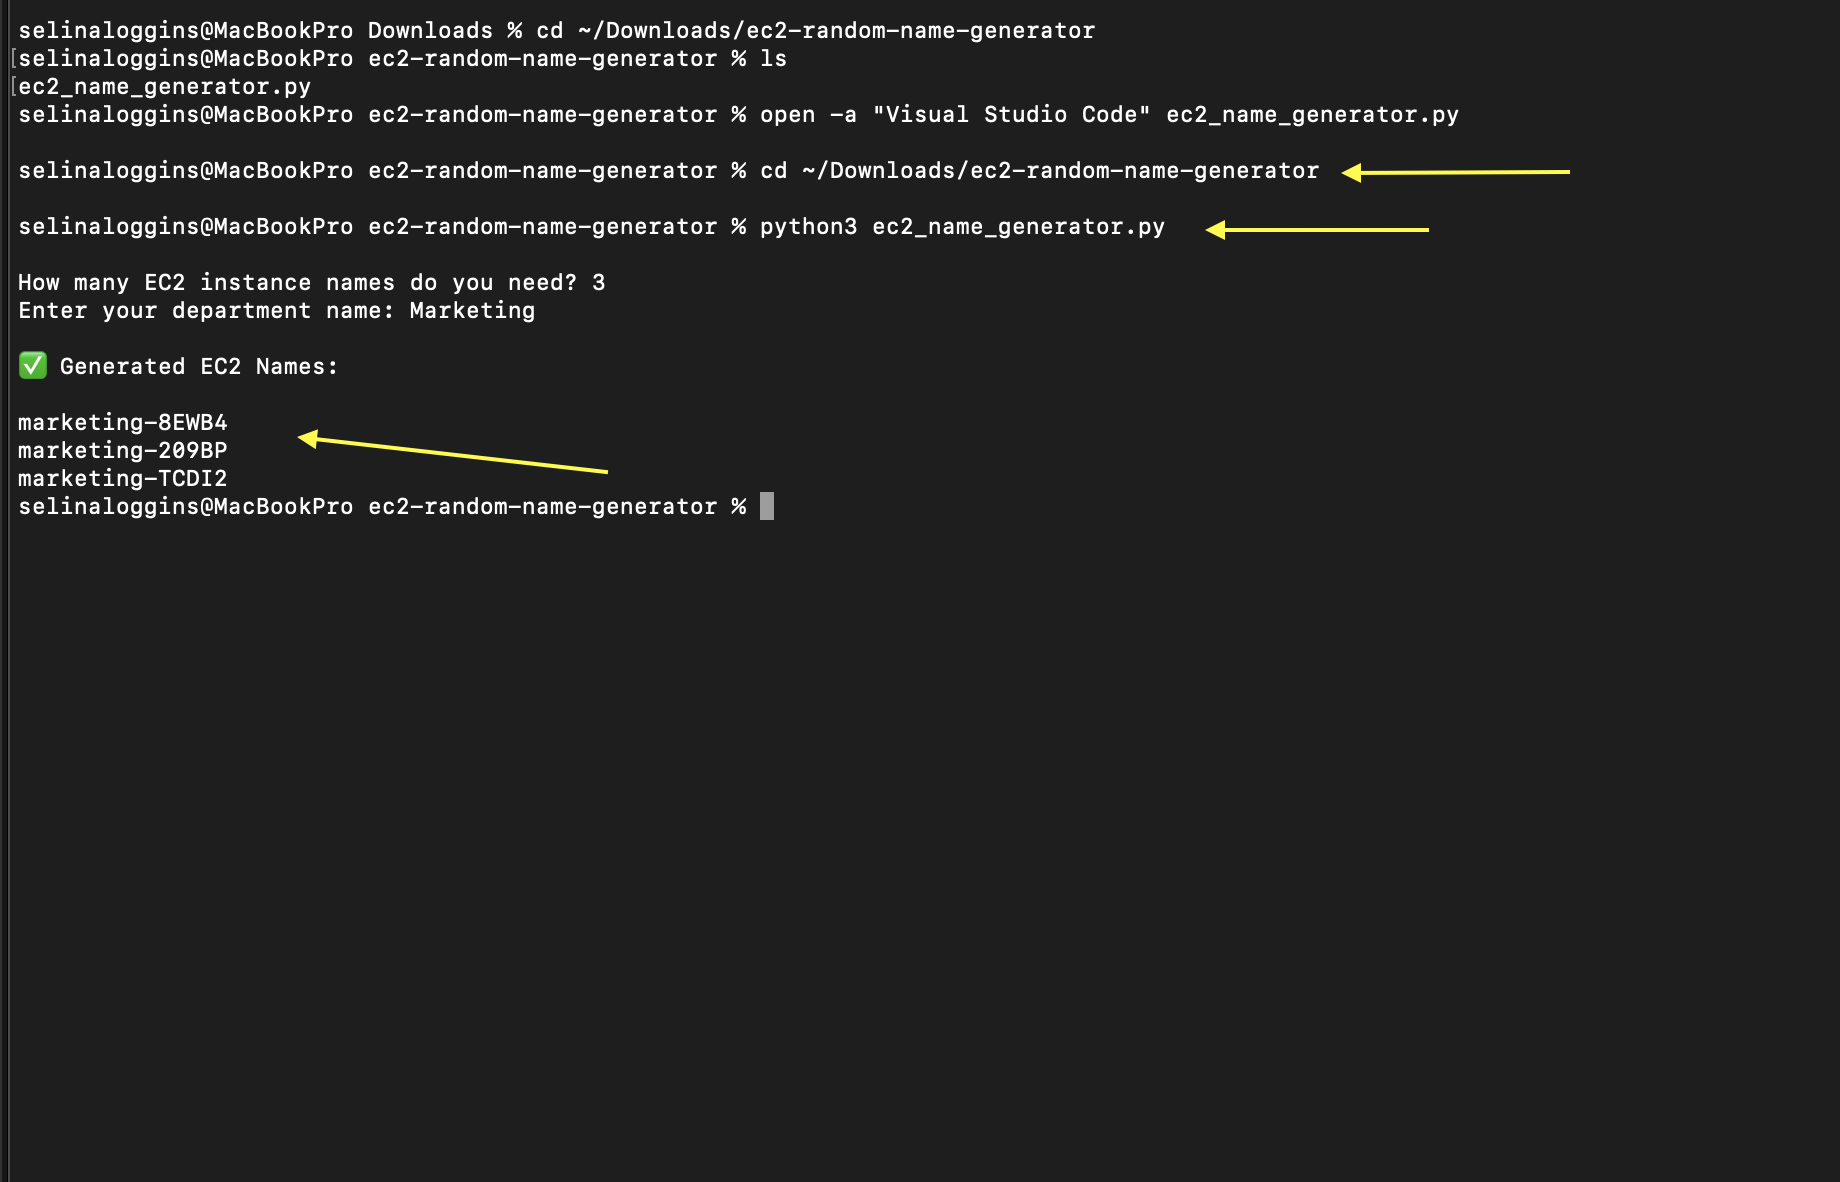 selinaloggins@MacBookPro Downloads % cd ~/Downloads/ec2-random-name-generator
[selinaloggins@MacBookPro ec2-random-name-generator % ls
[ec2_name_generator.py
selinaloggins@MacBookPro ec2-random-name-generator % open -a "Visual Studio Code" ec2_name_generator.py
selinaloggins@MacBookPro ec2-random-name-generator % cd ~/Downloads/ec2-random-name-generator
selinaloggins@MacBookPro ec2-random-name-generator % python3 ec2_name_generator.py
How many EC2 instance names do you need? 3
Enter your department name: Marketing
✅ Generated EC2 Names:
marketing-8EWB4
marketing-209BP
marketing-TCDI2
selinaloggins@MacBookPro ec2-random-name-generator %